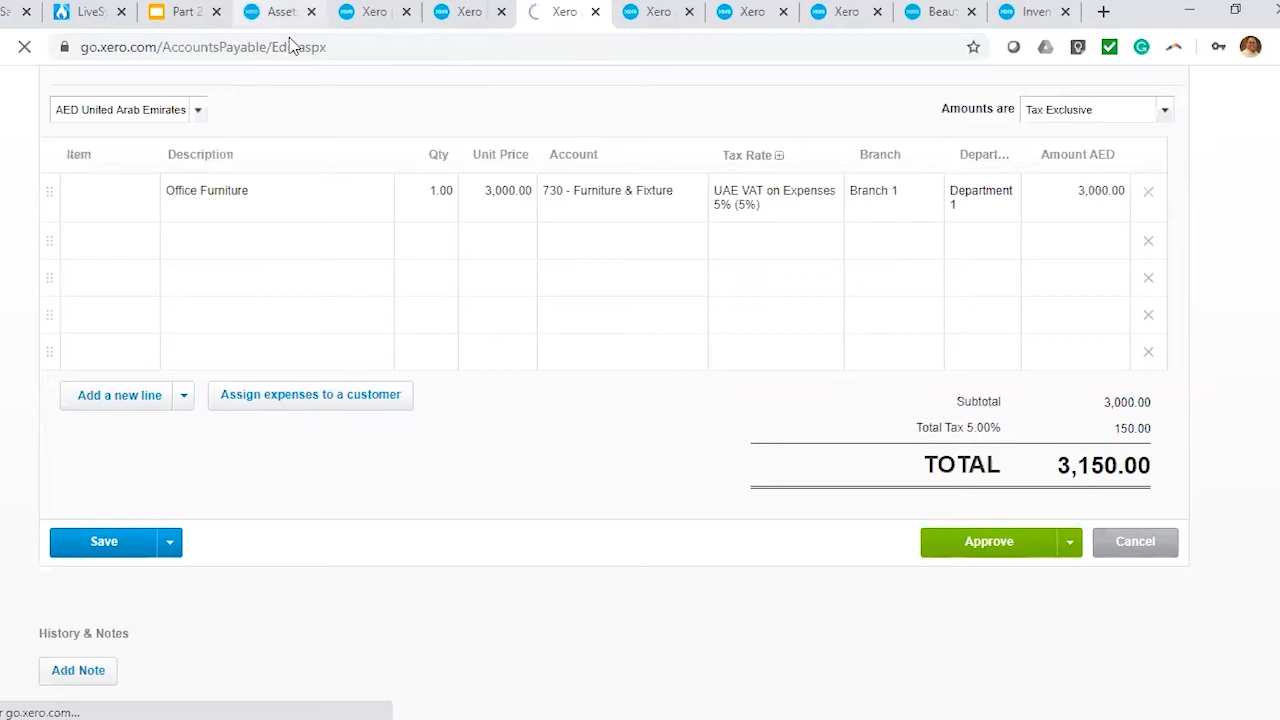 LiveS
Part 2
Asset
Xero
Xero
Xero
Xero
Xero
Xero
Beau
Inven
go.xero.com/AccountsPayable/Ed aspx
AED United Arab Emirates
Amounts are
Tax Exclusive
Item Description Qty Unit Price Account Tax Rate Branch Depart... Amount AED
Office Furniture 1.00 3,000.00 730 - Furniture & Fixture UAE VAT on Expenses Branch 1 Department 3,000.00
5% (5%) 1
Add a new line
Assign expenses to a customer
Subtotal 3,000.00
Total Tax 5.00% 150.00
TOTAL 3,150.00
Save
Approve
Cancel
History & Notes
Add Note
r go.xero.com...